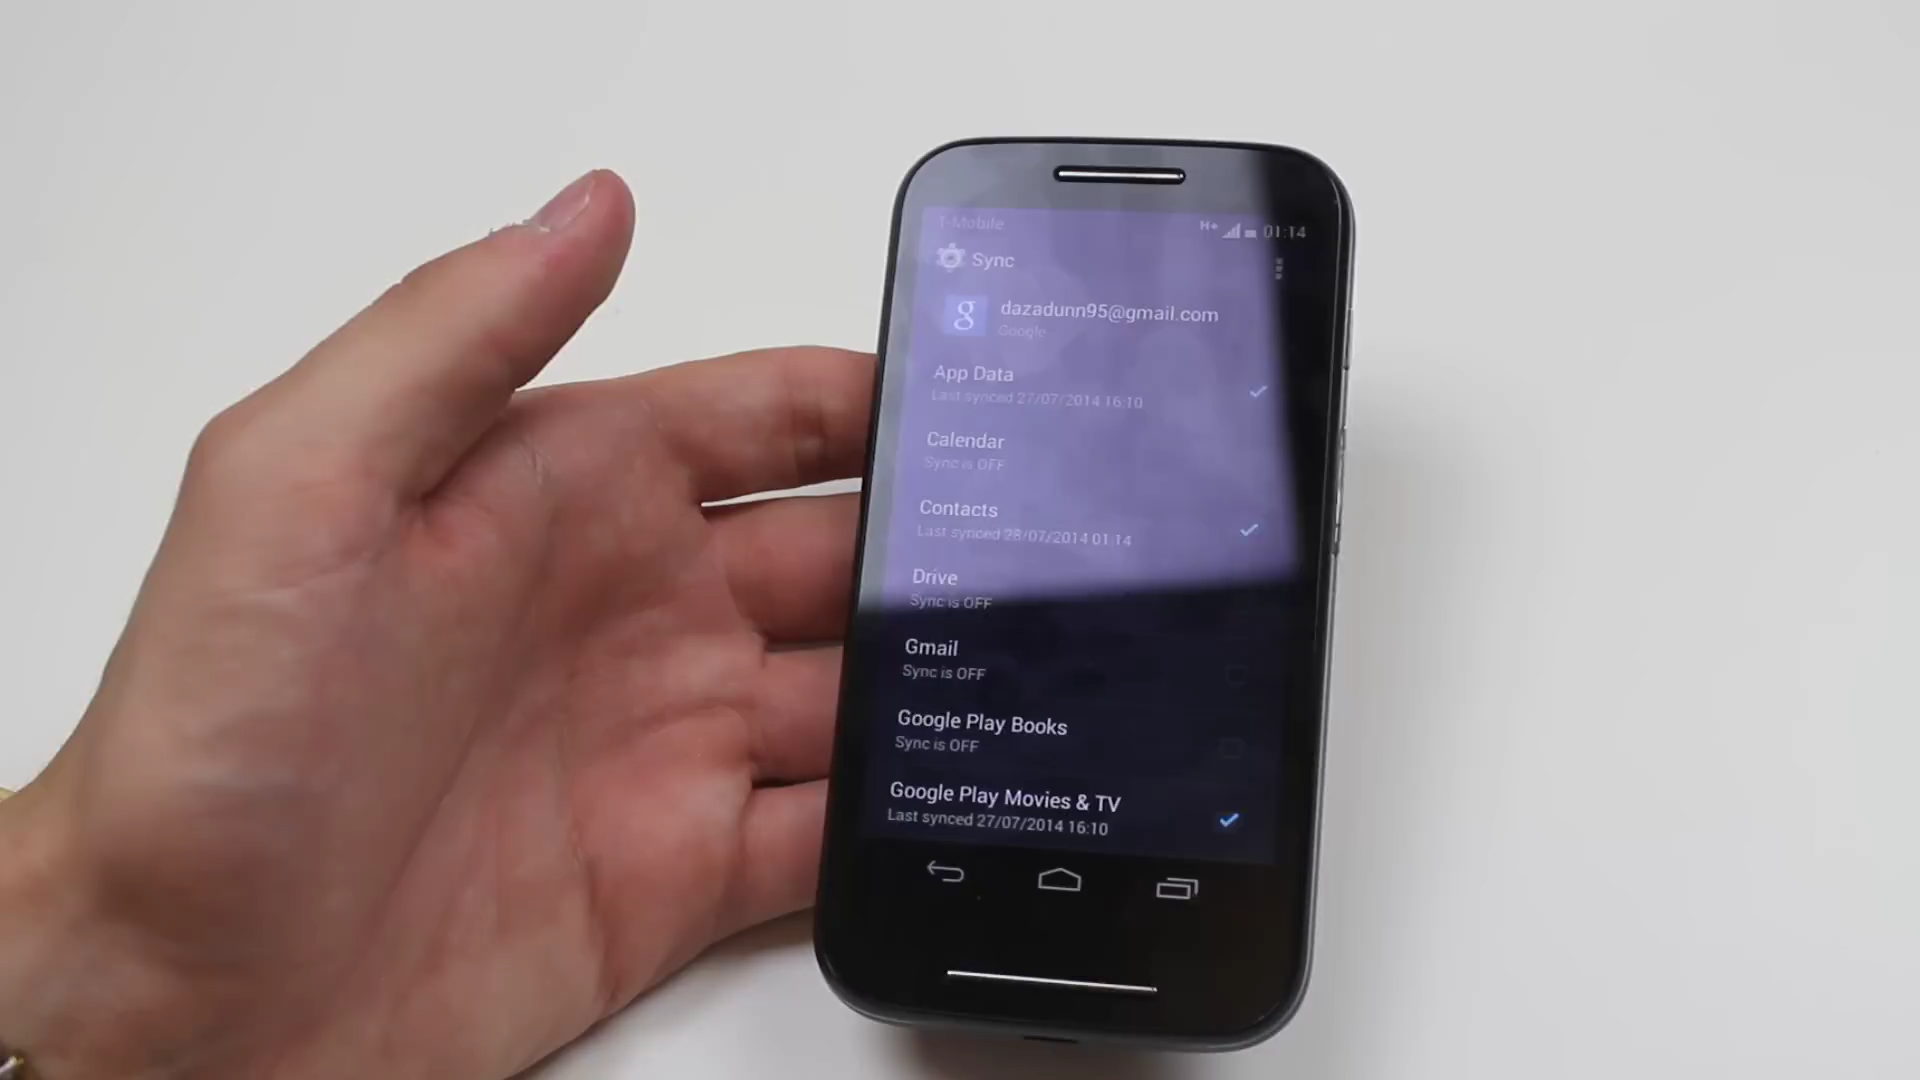 T-Mobile
H+ 01:14
Sync
g dazadunn95@gmail.com
Google
App Data
Last synced 27/07/2014 16:10
Calendar
Sync is OFF
Contacts
Last synced 28/07/2014 01:14
Drive
Sync is OFF
Gmail
Sync is OFF
Google Play Books
Sync is OFF
Google Play Movies & TV
Last synced 27/07/2014 16:10